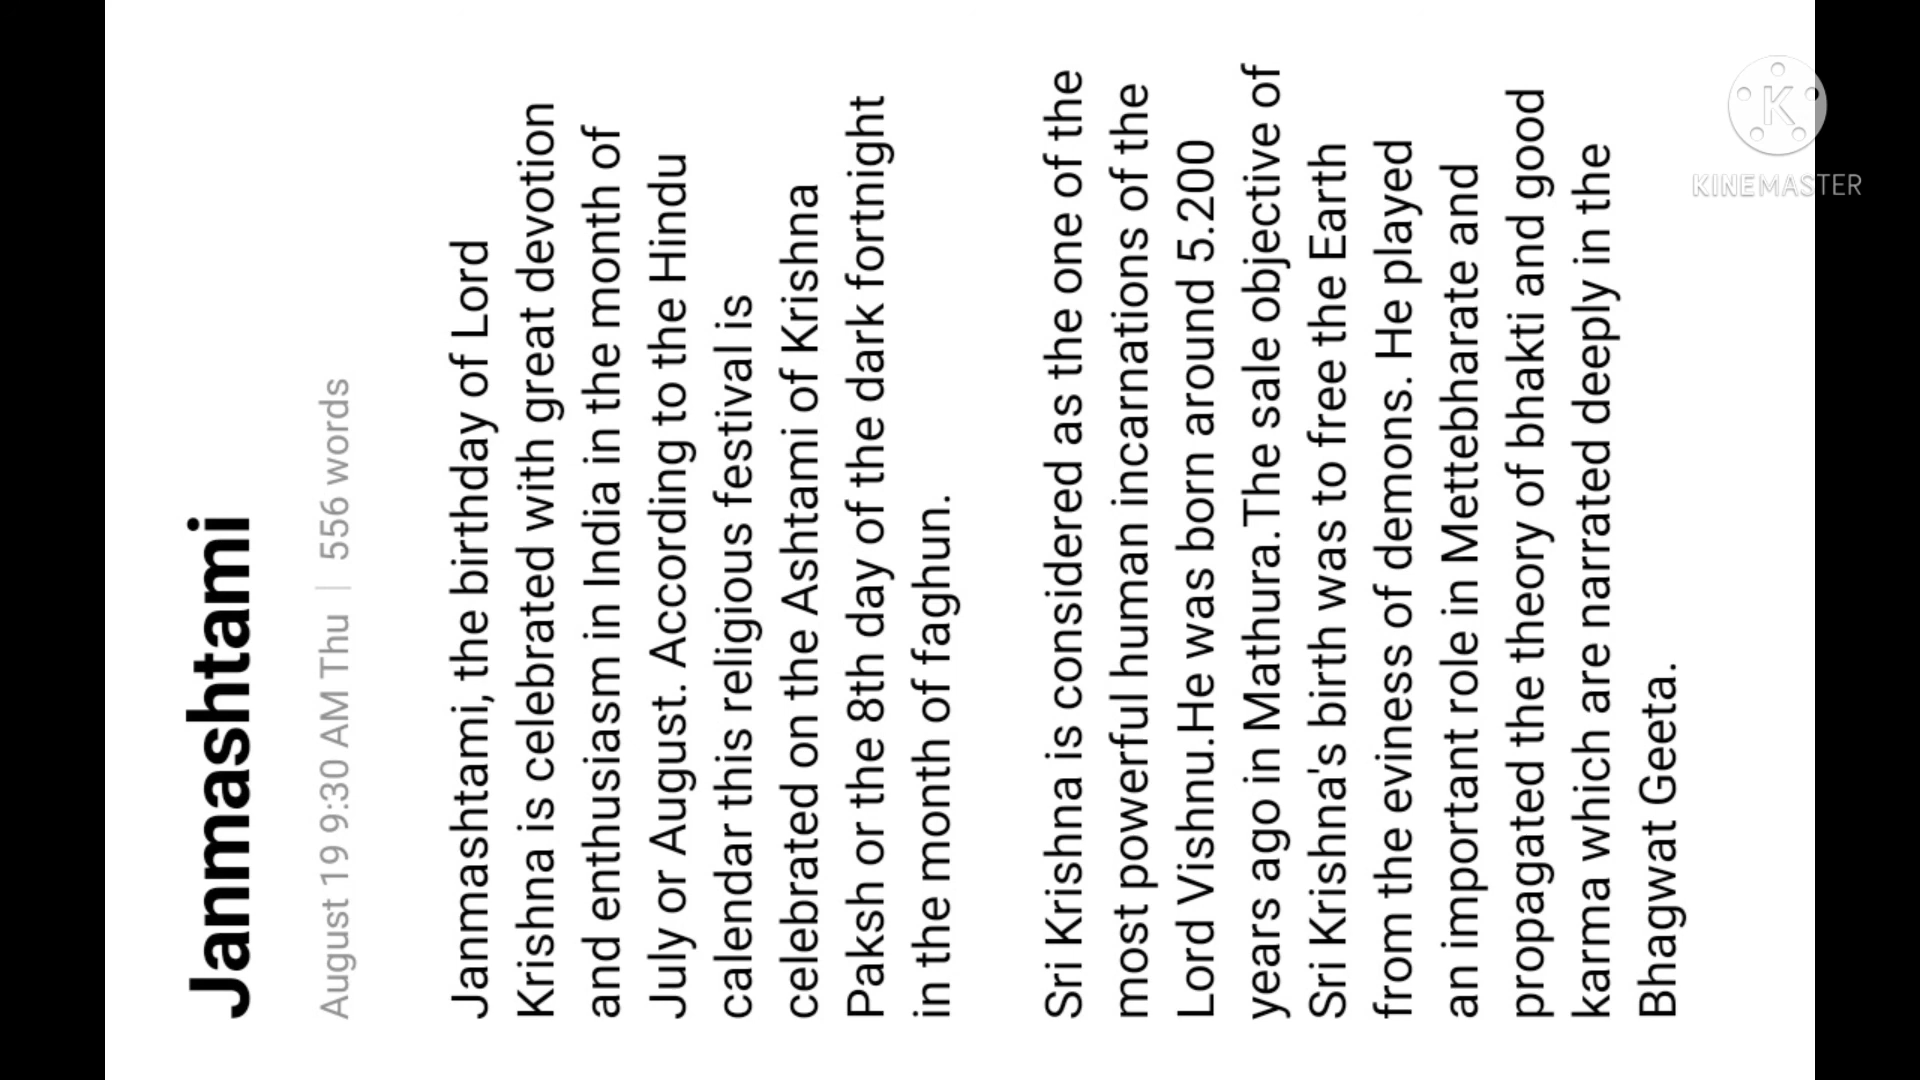 Janmashtami
August 19 9:30 AM Thu | 556 words
Janmashtami, the birthday of Lord
Krishna is celebrated with great devotion
and enthusiasm in India in the month of
July or August. According to the Hindu
calendar this religious festival is
celebrated on the Ashtami of Krishna
Paksh or the 8th day of the dark fortnight
in the month of faghun.
Sri Krishna is considered as the one of the
most powerful human incarnations of the
Lord Vishnu.He was born around 5.200
years ago in Mathura.The sale objective of
Sri Krishna's birth was to free the Earth
from the eviness of demons. He played
an important role in Mettebharate and
propagated the theory of bhakti and good
karma which are narrated deeply in the
Bhagwat Geeta.
K
KINEMASTER